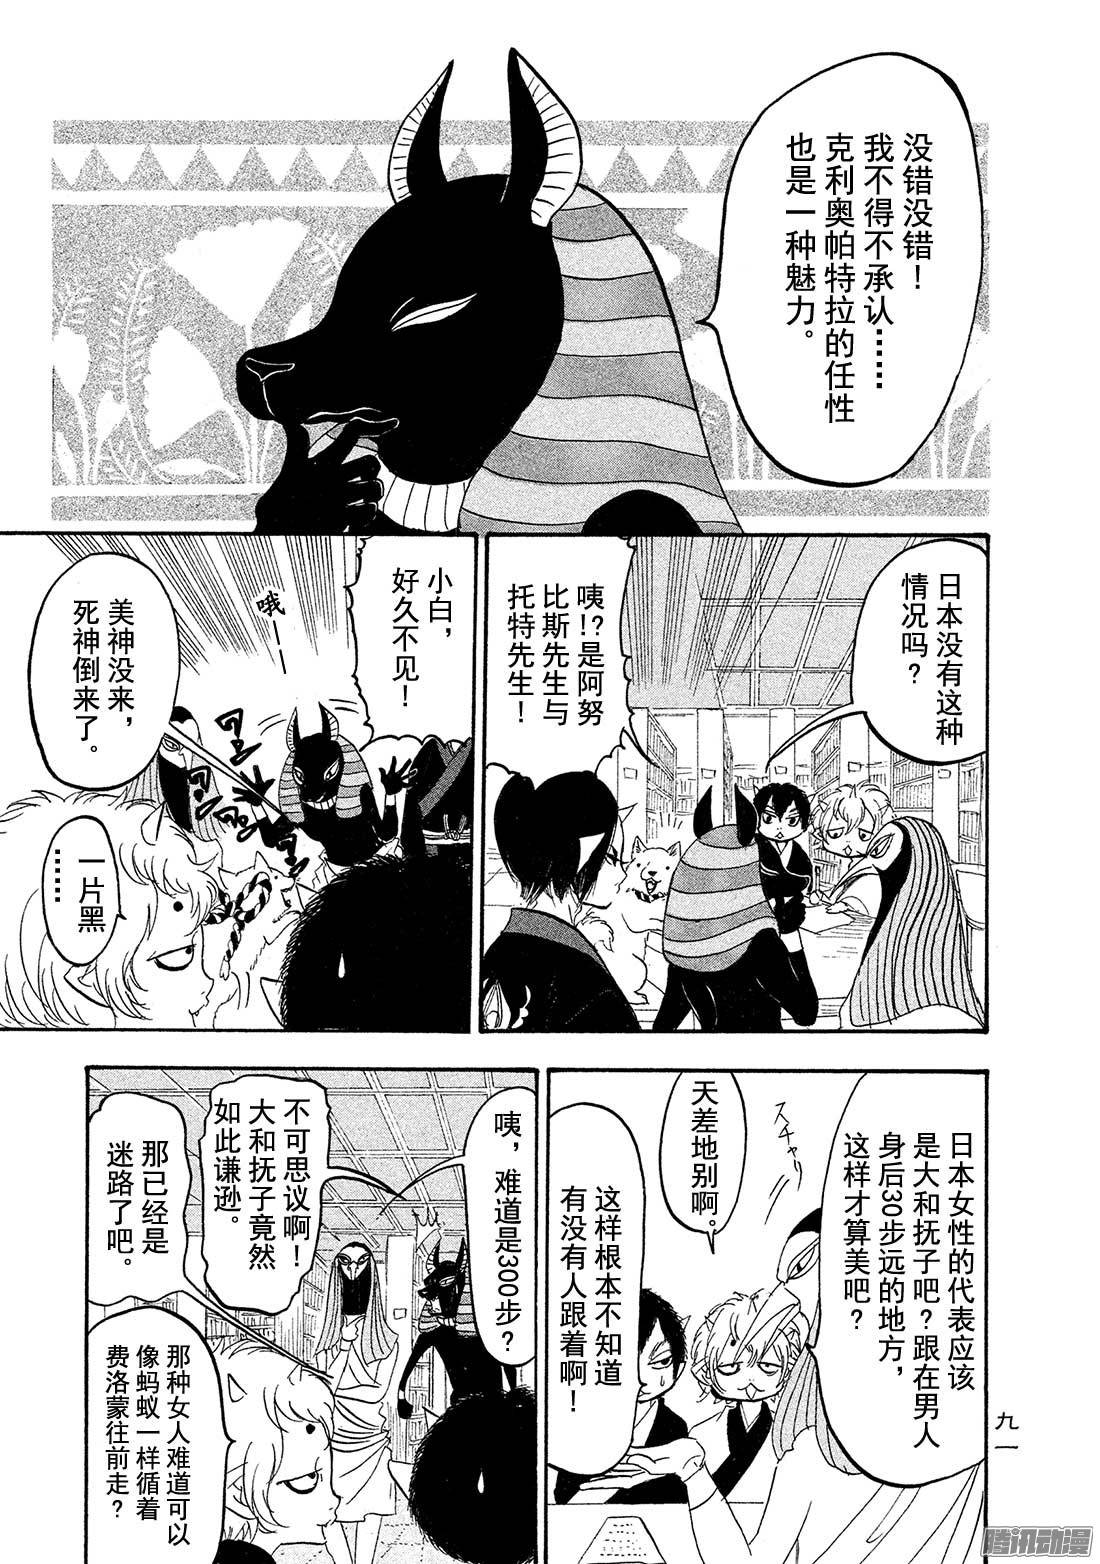 没错没错！
我不得不承认……
克利奥帕特拉的任性
也是一种魅力。
日本没有这种
情况吗？
咦!?是阿努
比斯先生与
托特先生！
小白，
好久不见！
哦——
美神没来，
死神倒来了。
一片黑
……
日本女性的代表应该
是大和抚子吧？跟在男人
身后30步远的地方，
这样才算美吧？
スチャリ
天差地别啊。
这样根本不知道
有没有人跟着啊！
咦，难道是300步？
不可思议啊！
大和抚子竟然
如此谦逊。
那已经是
迷路了吧。
那种女人难道可以
像蚂蚁一样循着
费洛蒙往前走？
九一
腾讯动漫